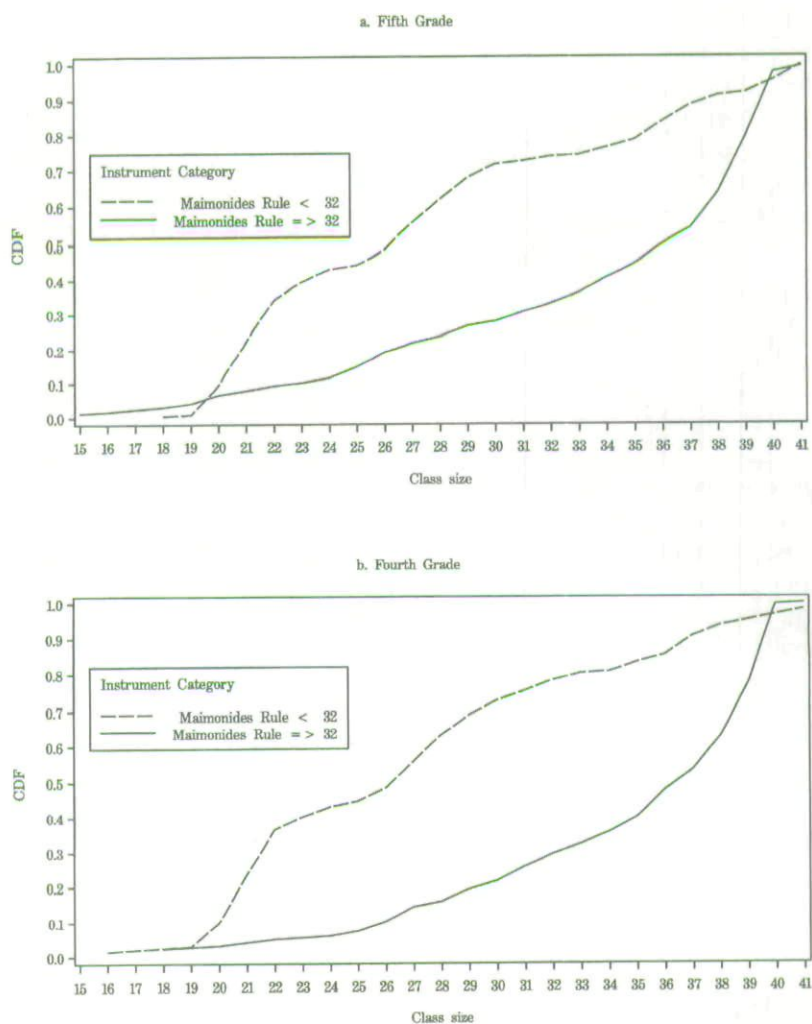 a. Fifth Grade
1.0
0.9
0.8
0.7
0.6
0.5
0.4
0.3
0.2
0.1
0.0
CDF
Instrument Category
Maimonides Rule < 32
Maimonides Rule = > 32
15 16 17 18 19 20 21 22 23 24 25 26 27 28 29 30 31 32 33 34 35 36 37 38 39 40 41
Class size
b. Fourth Grade
1.0
0.9
0.8
0.7
0.6
0.5
0.4
0.3
0.2
0.1
0.0
CDF
Instrument Category
Maimonides Rule < 32
Maimonides Rule = > 32
15 16 17 18 19 20 21 22 23 24 25 26 27 28 29 30 31 32 33 34 35 36 37 38 39 40 41
Class size